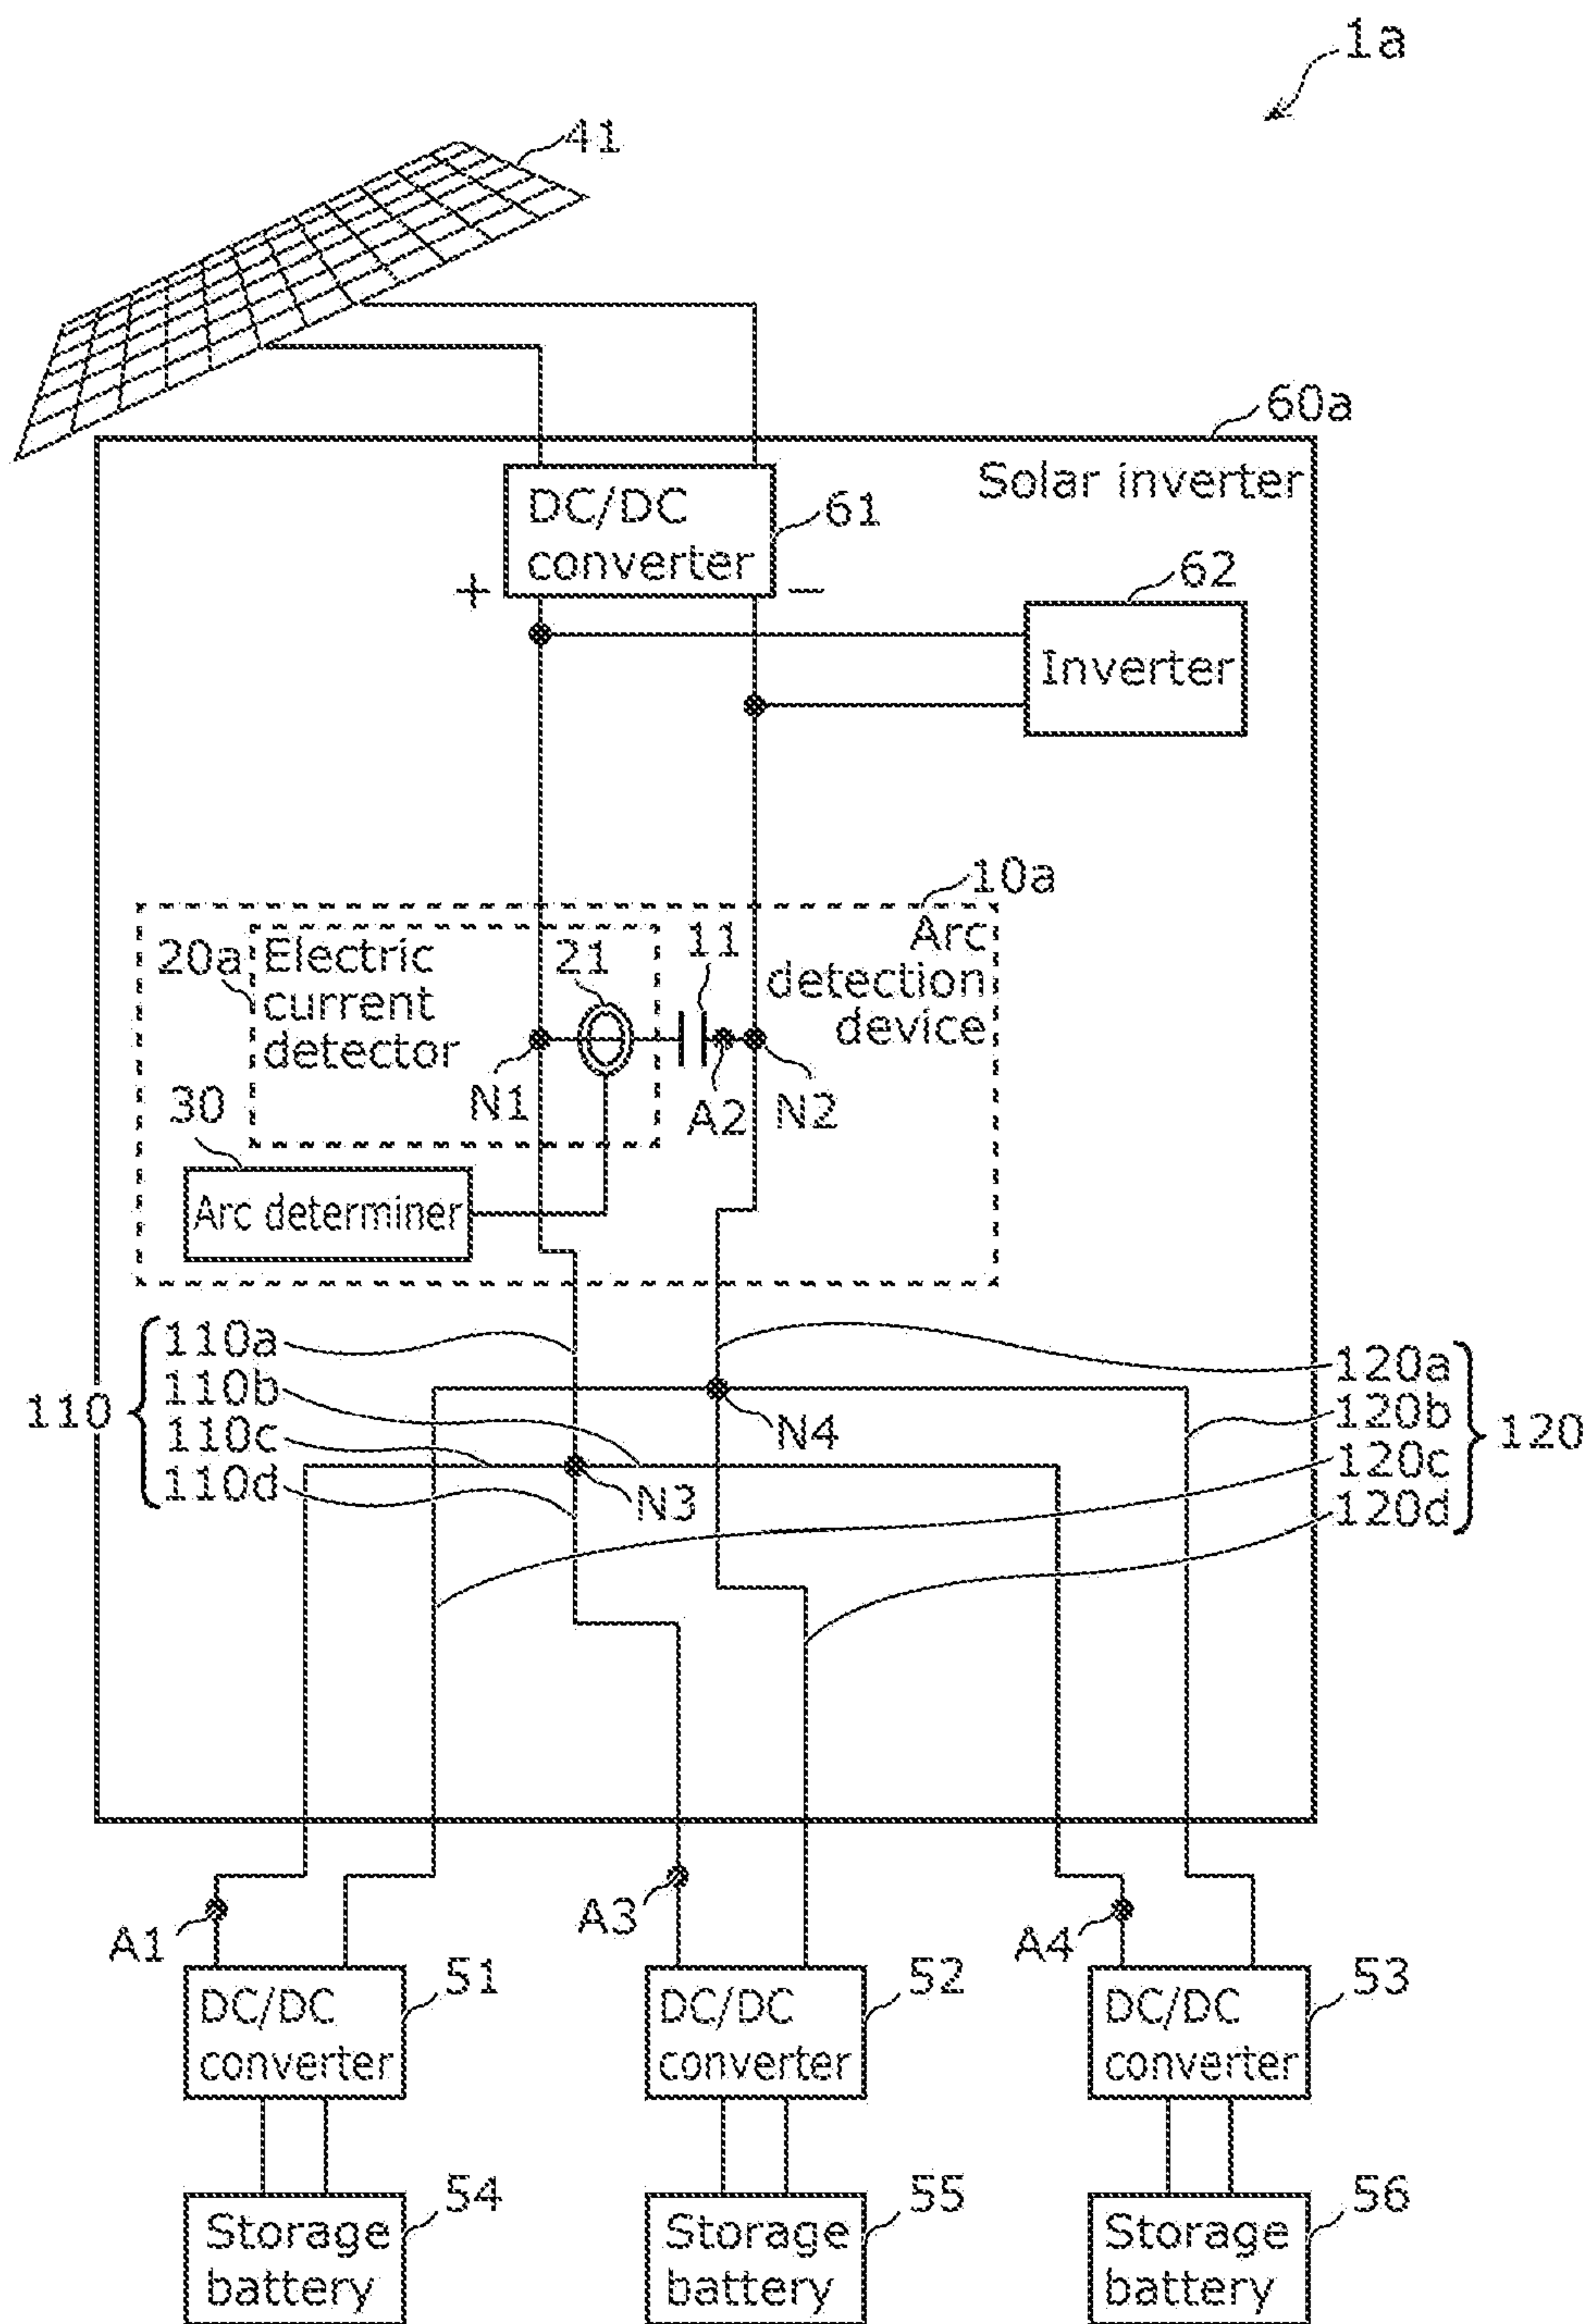 1a
41
60a
Solar inverter
DC/DC
converter
61
+
−
62
Inverter
10a
Arc
detection
device
20a
Electric
current
detector
21
11
N1
A2
N2
30
Arc determiner
110
110a
110b
110c
110d
120a
120b
120c
120d
120
N4
N3
A1
A3
A4
51
DC/DC
converter
52
DC/DC
converter
53
DC/DC
converter
54
Storage
battery
55
Storage
battery
56
Storage
battery